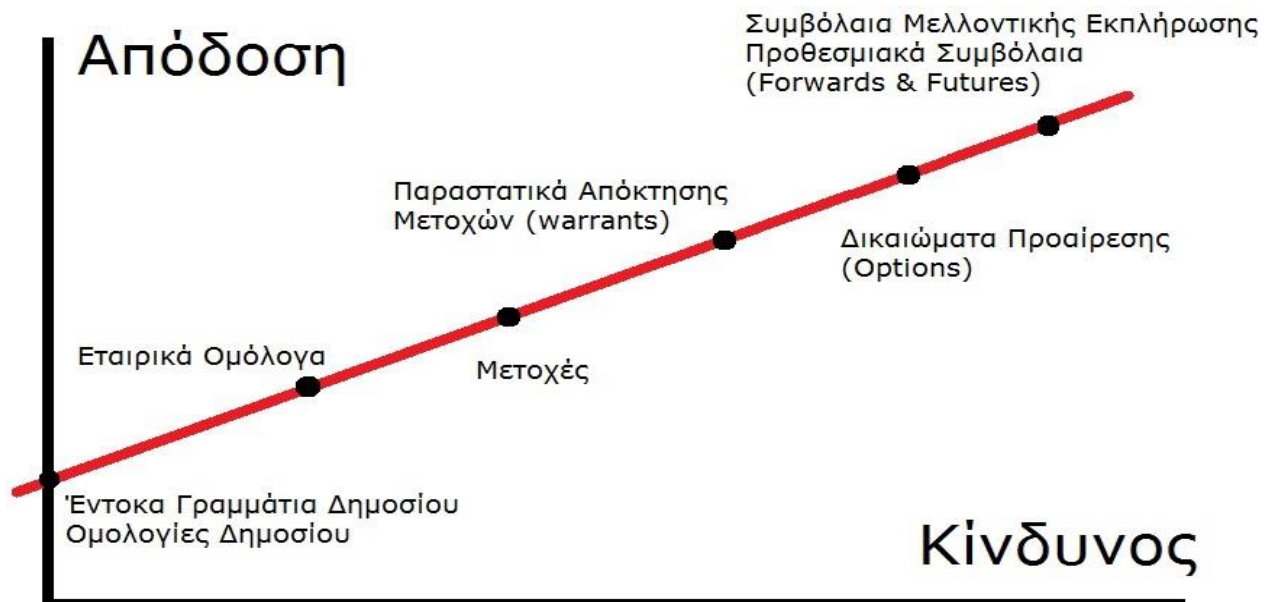 Απόδοση
Συμβόλαια Μελλοντικής Εκπλήρωσης
Προθεσμιακά Συμβόλαια
(Forwards & Futures)
Παραστατικά Απόκτησης
Μετοχών (warrants)
Δικαιώματα Προαίρεσης
(Options)
Εταιρικά Ομόλογα
Μετοχές
Έντοκα Γραμμάτια Δημοσίου
Ομολογίες Δημοσίου
Κίνδυνος